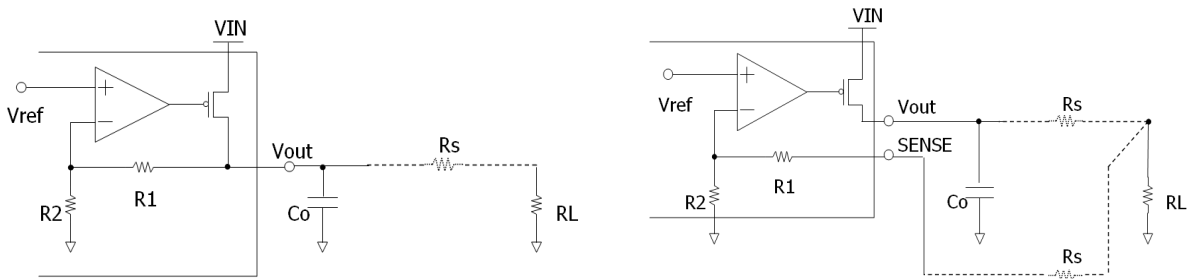 VIN
Vref
Vout
Rs
R1
R2
Co
RL
VIN
Vref
Vout
Rs
SENSE
R1
R2
Co
RL
Rs